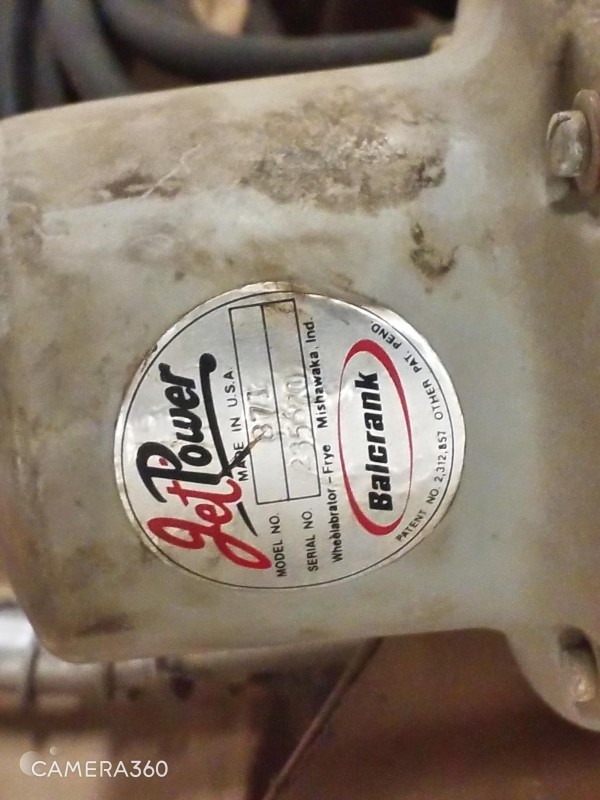 Jet Power
MADE IN U.S.A.
MODEL NO.
SERIAL NO.
Wheelabrator-Frye Mishawaka, Ind.
Balcrank
PATENT NO. 2,312,857 OTHER PAT. PEND.
CAMERA360